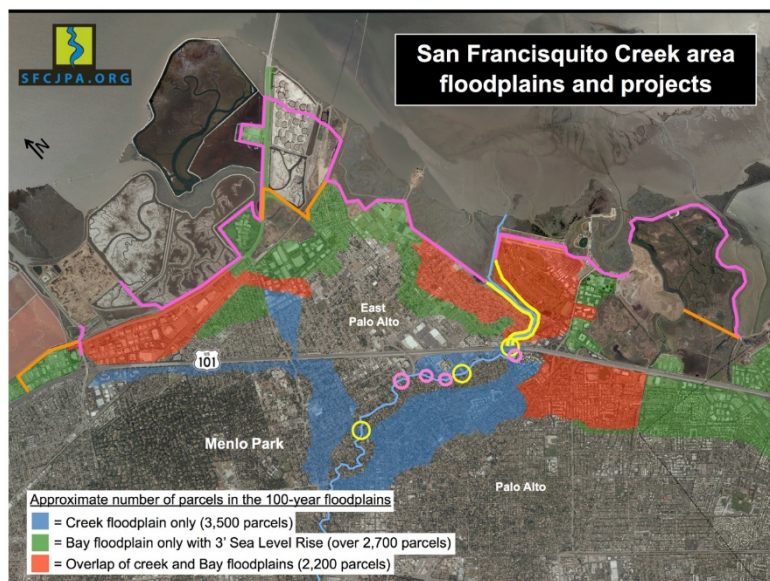 SFCJPA.ORG
San Francisquito Creek area
floodplains and projects
N
East
Palo Alto
US
101
Menlo Park
Palo Alto
Approximate number of parcels in the 100-year floodplains
= Creek floodplain only (3,500 parcels)
= Bay floodplain only with 3' Sea Level Rise (over 2,700 parcels)
= Overlap of creek and Bay floodplains (2,200 parcels)